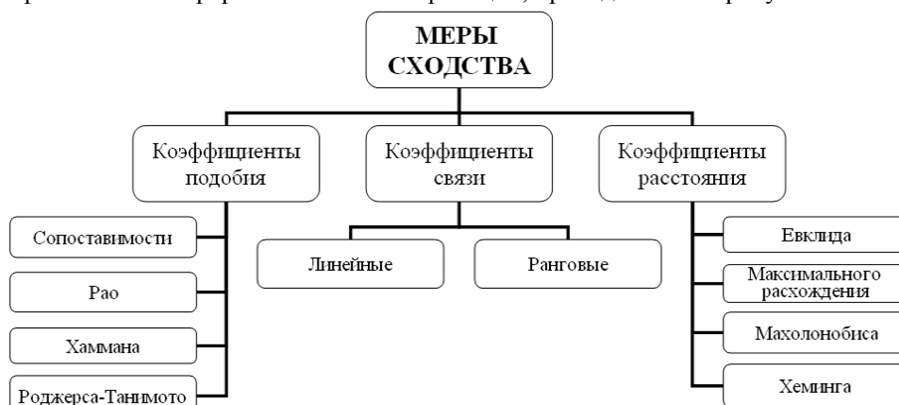 МЕРЫ
СХОДСТВА
Коэффициенты
подобия
Коэффициенты
связи
Коэффициенты
расстояния
Сопоставимости
Рао
Хаммана
Роджерса-Танимото
Линейные
Ранговые
Евклида
Максимального
расхождения
Махолонобиса
Хеминга